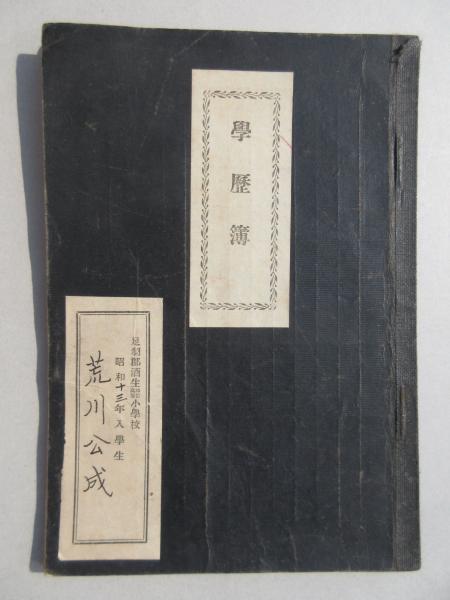 學歷簿
足羽郡酒生小學校
昭和十三年入學生
荒川公成